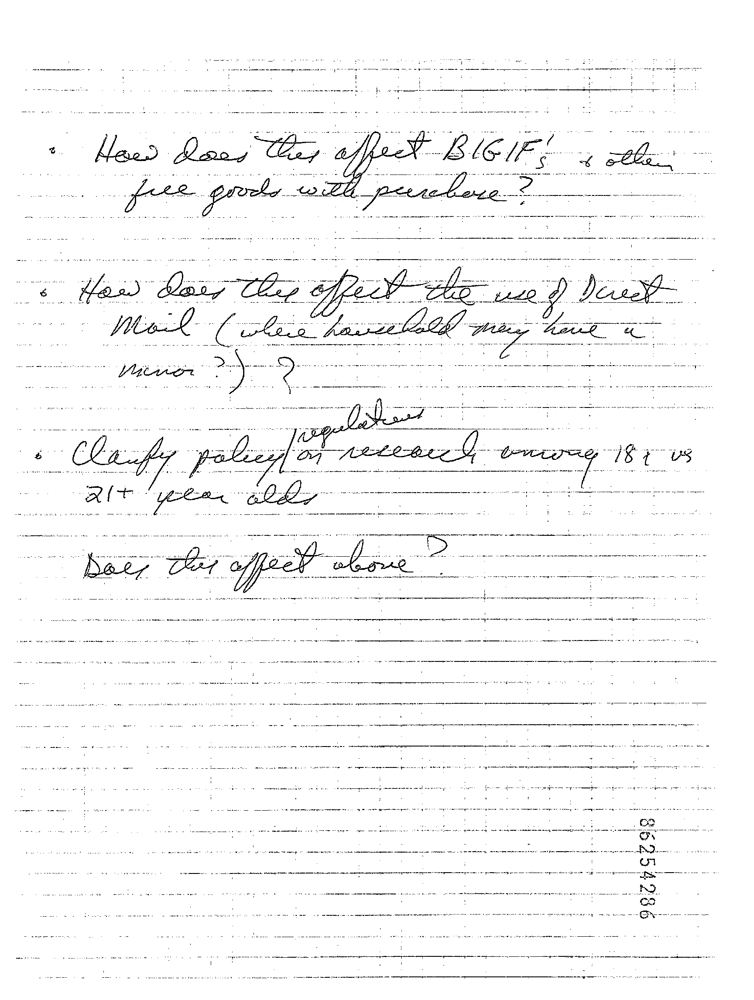 • How does this affect B1G1F's & other
free goods with purchase?
• How does this affect the use of Direct
Mail (where household may have a
minor?) ?
regulations
• Clarify policy/on research among 18+ vs
21+ year olds
Does this affect above?
86254286